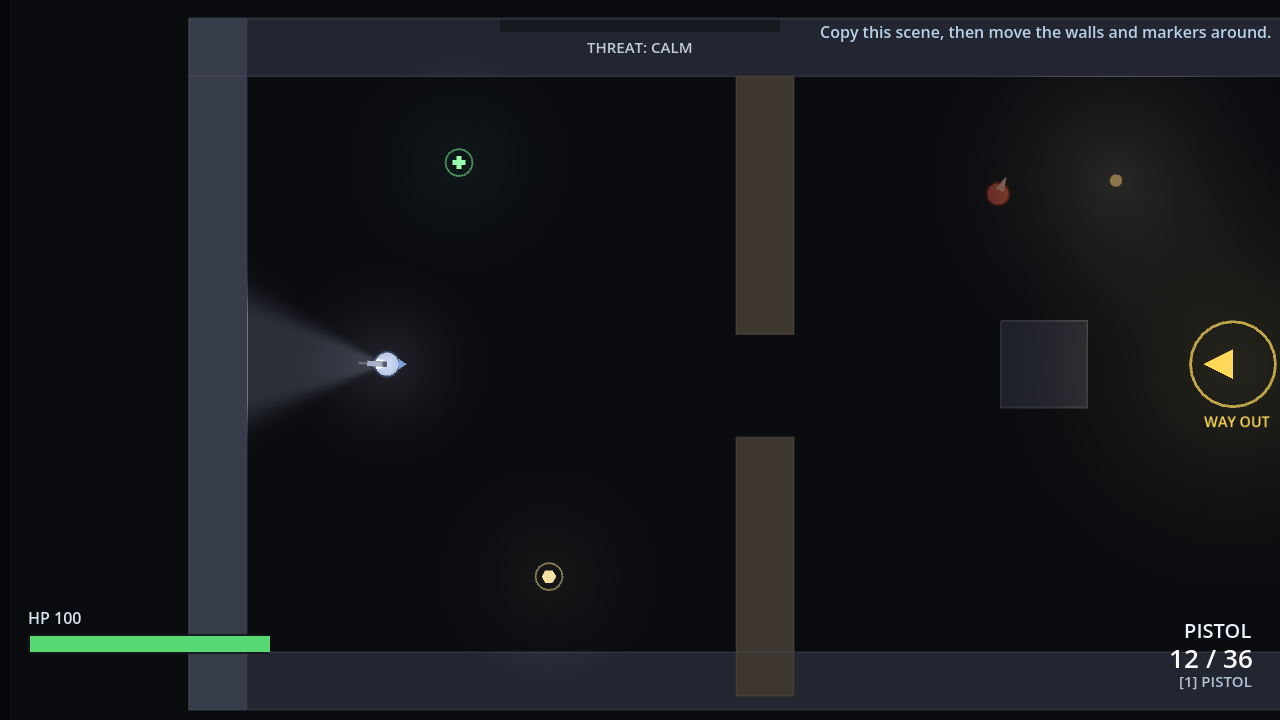 Copy this scene, then move the walls and markers around.
THREAT: CALM
WAY OUT
HP 100
PISTOL
12 / 36
[1] PISTOL